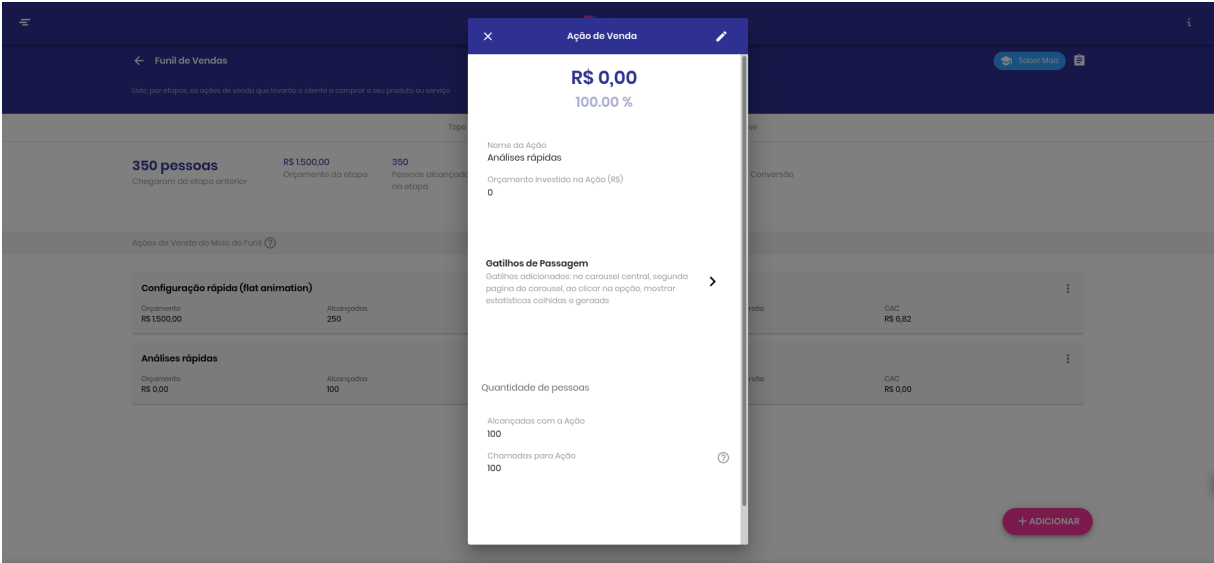 Ação de Venda
Funil de Vendas
Saber Mais
Liste, por etapas, as ações de venda que levarão o cliente a comprar o seu produto ou serviço
R$ 0,00
100.00 %
Topo
350 pessoas
Chegaram da etapa anterior
R$ 1.500,00
Orçamento da etapa
350
Pessoas alcançada
na etapa
Conversão
Nome da Ação
Análises rápidas
Orçamento Investido na Ação (R$)
0
Ações de Venda do Meio do Funil
Gatilhos de Passagem
Gatilhos adicionados: no carousel central, segunda
pagina do carousel, ao clicar na opção, mostrar
estatísticas colhidas e geraads
Configuração rápida (flat animation)
Orçamento
R$ 1.500,00
Alcançadas
250
CAC
R$ 6,82
Análises rápidas
Orçamento
R$ 0,00
Alcançadas
100
CAC
R$ 0,00
Quantidade de pessoas
Alcançadas com a Ação
100
Chamadas para Ação
100
+ ADICIONAR